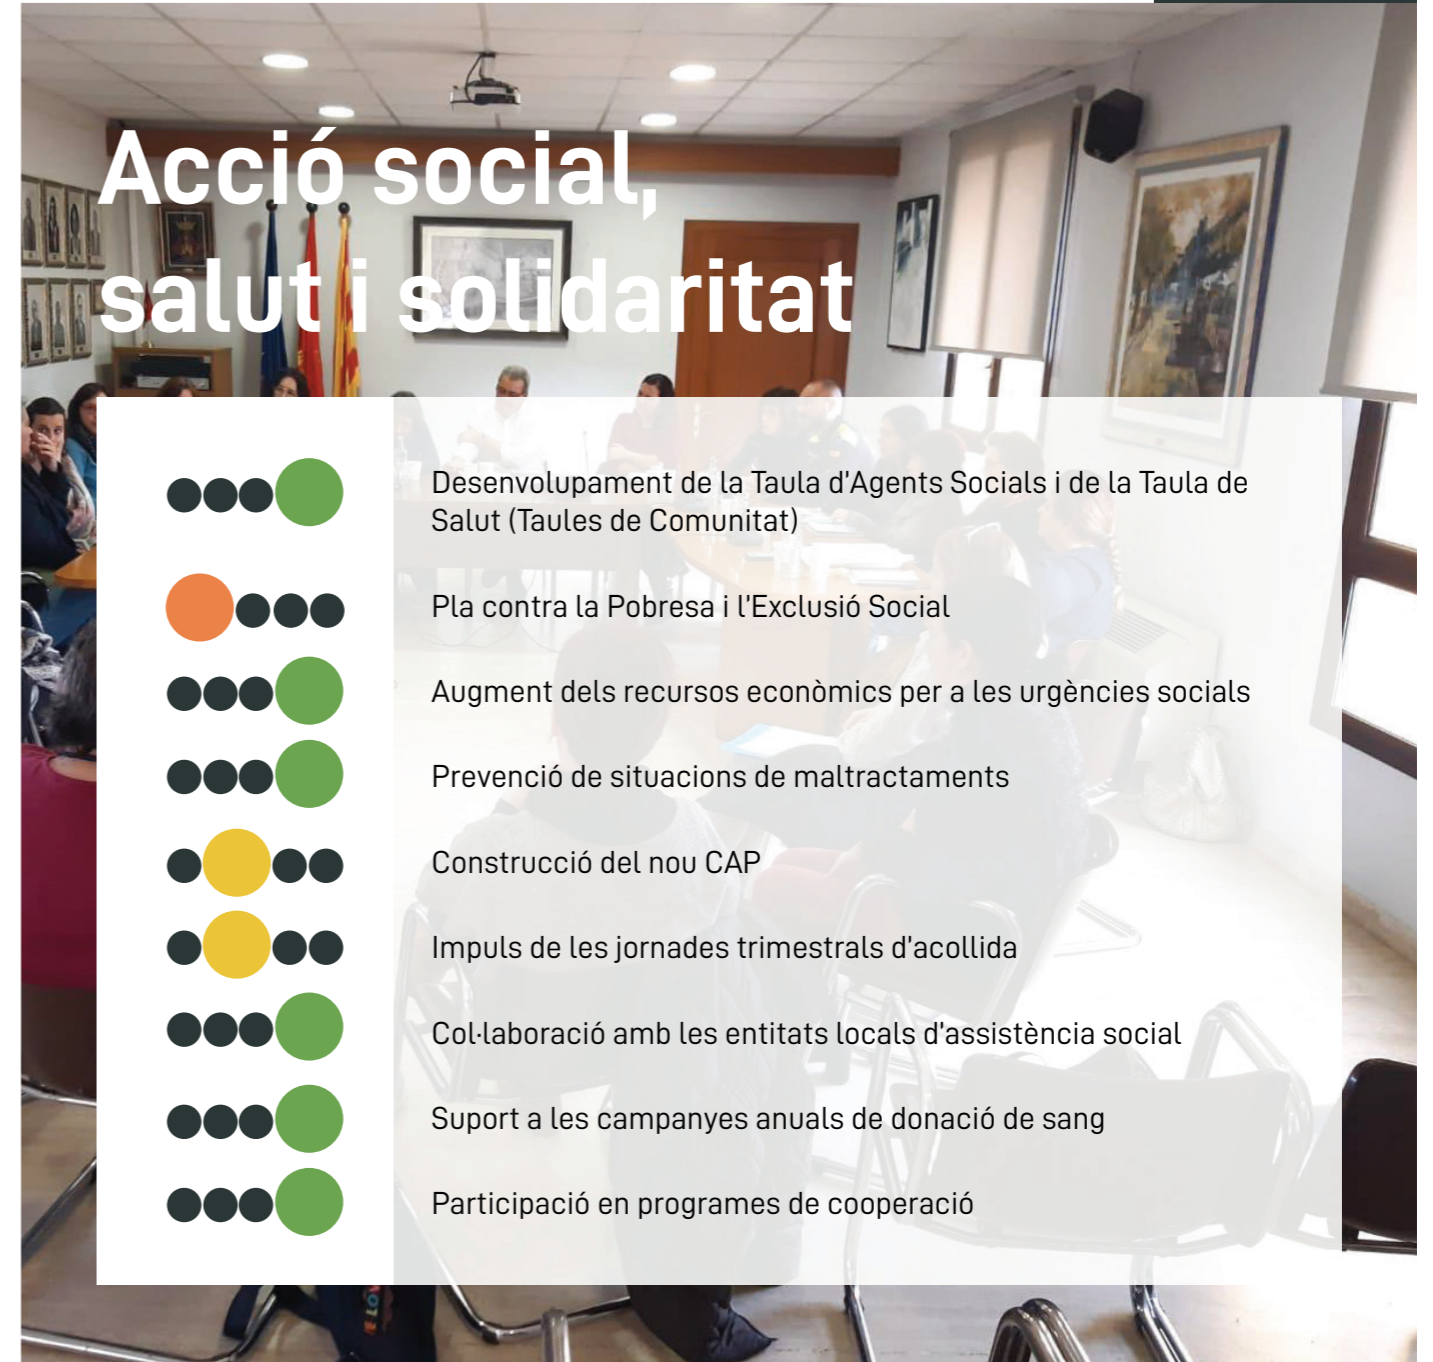 Acció social,
salut i solidaritat
Desenvolupament de la Taula d'Agents Socials i de la Taula de
Salut (Taules de Comunitat)
Pla contra la Pobresa i l'Exclusió Social
Augment dels recursos econòmics per a les urgències socials
Prevenció de situacions de maltractaments
Construcció del nou CAP
Impuls de les jornades trimestrals d'acollida
Col·laboració amb les entitats locals d'assistència social
Suport a les campanyes anuals de donació de sang
Participació en programes de cooperació